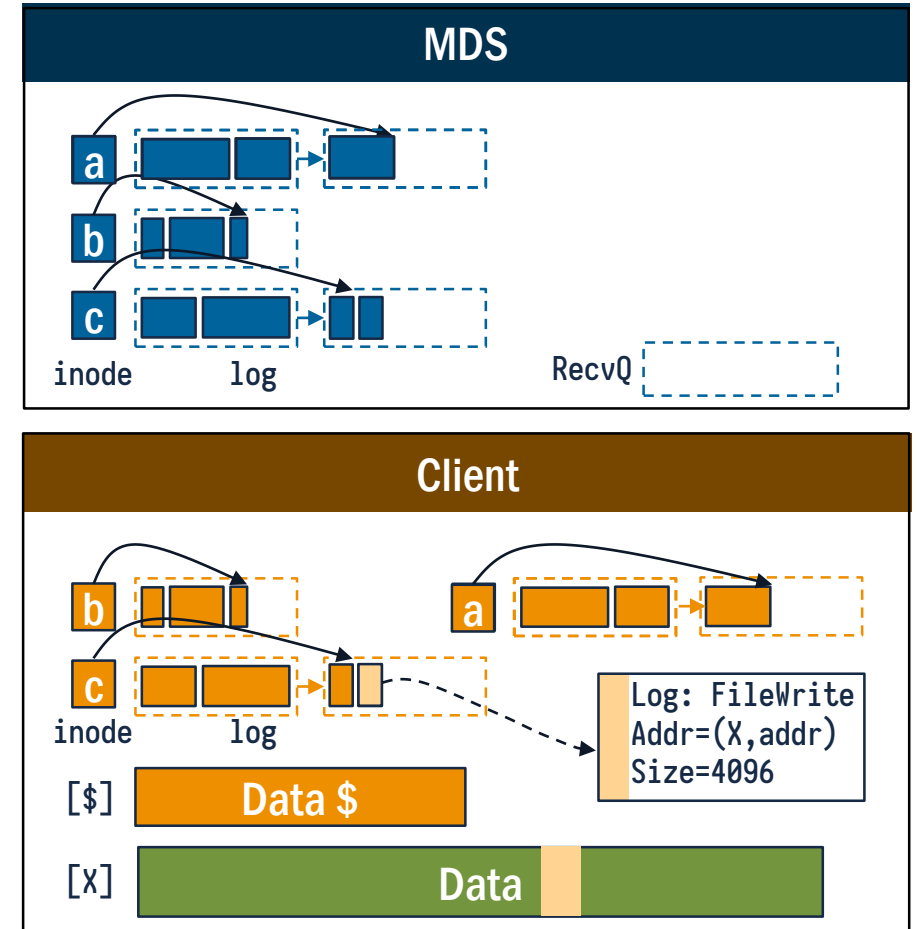 MDS
a
b
c
inode log
RecvQ
Client
b
a
c
inode log
Log: FileWrite
Addr=(X,addr)
Size=4096
[$] Data $
[X] Data